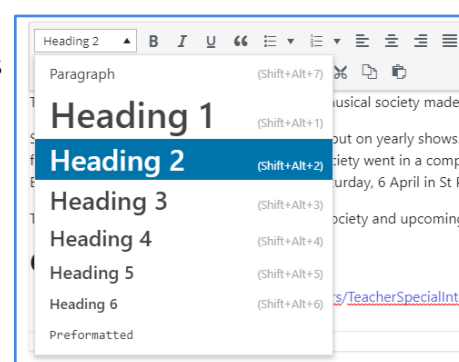 Heading 2 B I U
Paragraph (Shift+Alt+7)
Heading 1 (Shift+Alt+1)
usical society made
Heading 2 (Shift+Alt+2)
out on yearly shows.
ciety went in a comp
urday, 6 April in St
Heading 3 (Shift+Alt+3)
ociety and upcoming
Heading 4 (Shift+Alt+4)
Heading 5 (Shift+Alt+5)
Heading 6 (Shift+Alt+6)
rs/TeacherSpecialInt
Preformatted